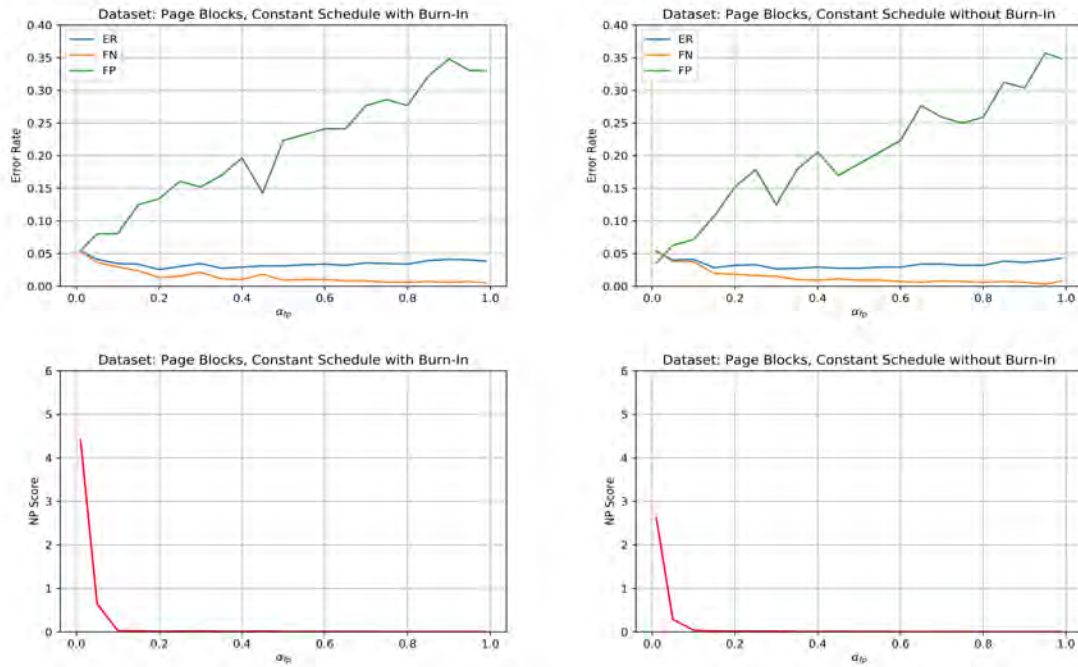 Dataset: Page Blocks, Constant Schedule with Burn-In
0.40
0.35
0.30
0.25
0.20
0.15
0.10
0.05
0.00
Error Rate
ER
FN
FP
0.0 0.2 0.4 0.6 0.8 1.0
αfp
Dataset: Page Blocks, Constant Schedule without Burn-In
0.40
0.35
0.30
0.25
0.20
0.15
0.10
0.05
0.00
Error Rate
ER
FN
FP
0.0 0.2 0.4 0.6 0.8 1.0
αfp
Dataset: Page Blocks, Constant Schedule with Burn-In
6
5
4
3
2
1
0
NP Score
0.0 0.2 0.4 0.6 0.8 1.0
αfp
Dataset: Page Blocks, Constant Schedule without Burn-In
6
5
4
3
2
1
0
NP Score
0.0 0.2 0.4 0.6 0.8 1.0
αfp